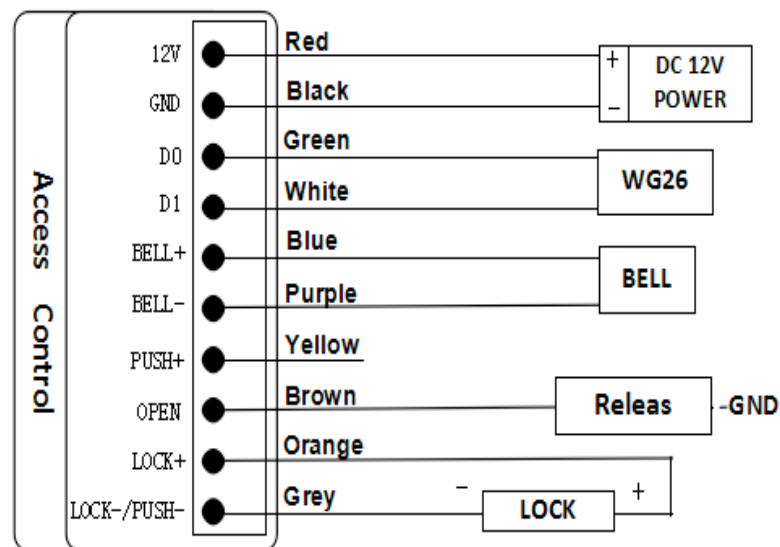 Access Control
12V Red + DC 12V
POWER
GND Black -
D0 Green
WG26
D1 White
BELL+ Blue
BELL
BELL- Purple
PUSH+ Yellow
OPEN Brown Releas -GND
LOCK+ Orange
LOCK-/PUSH- Grey - LOCK +